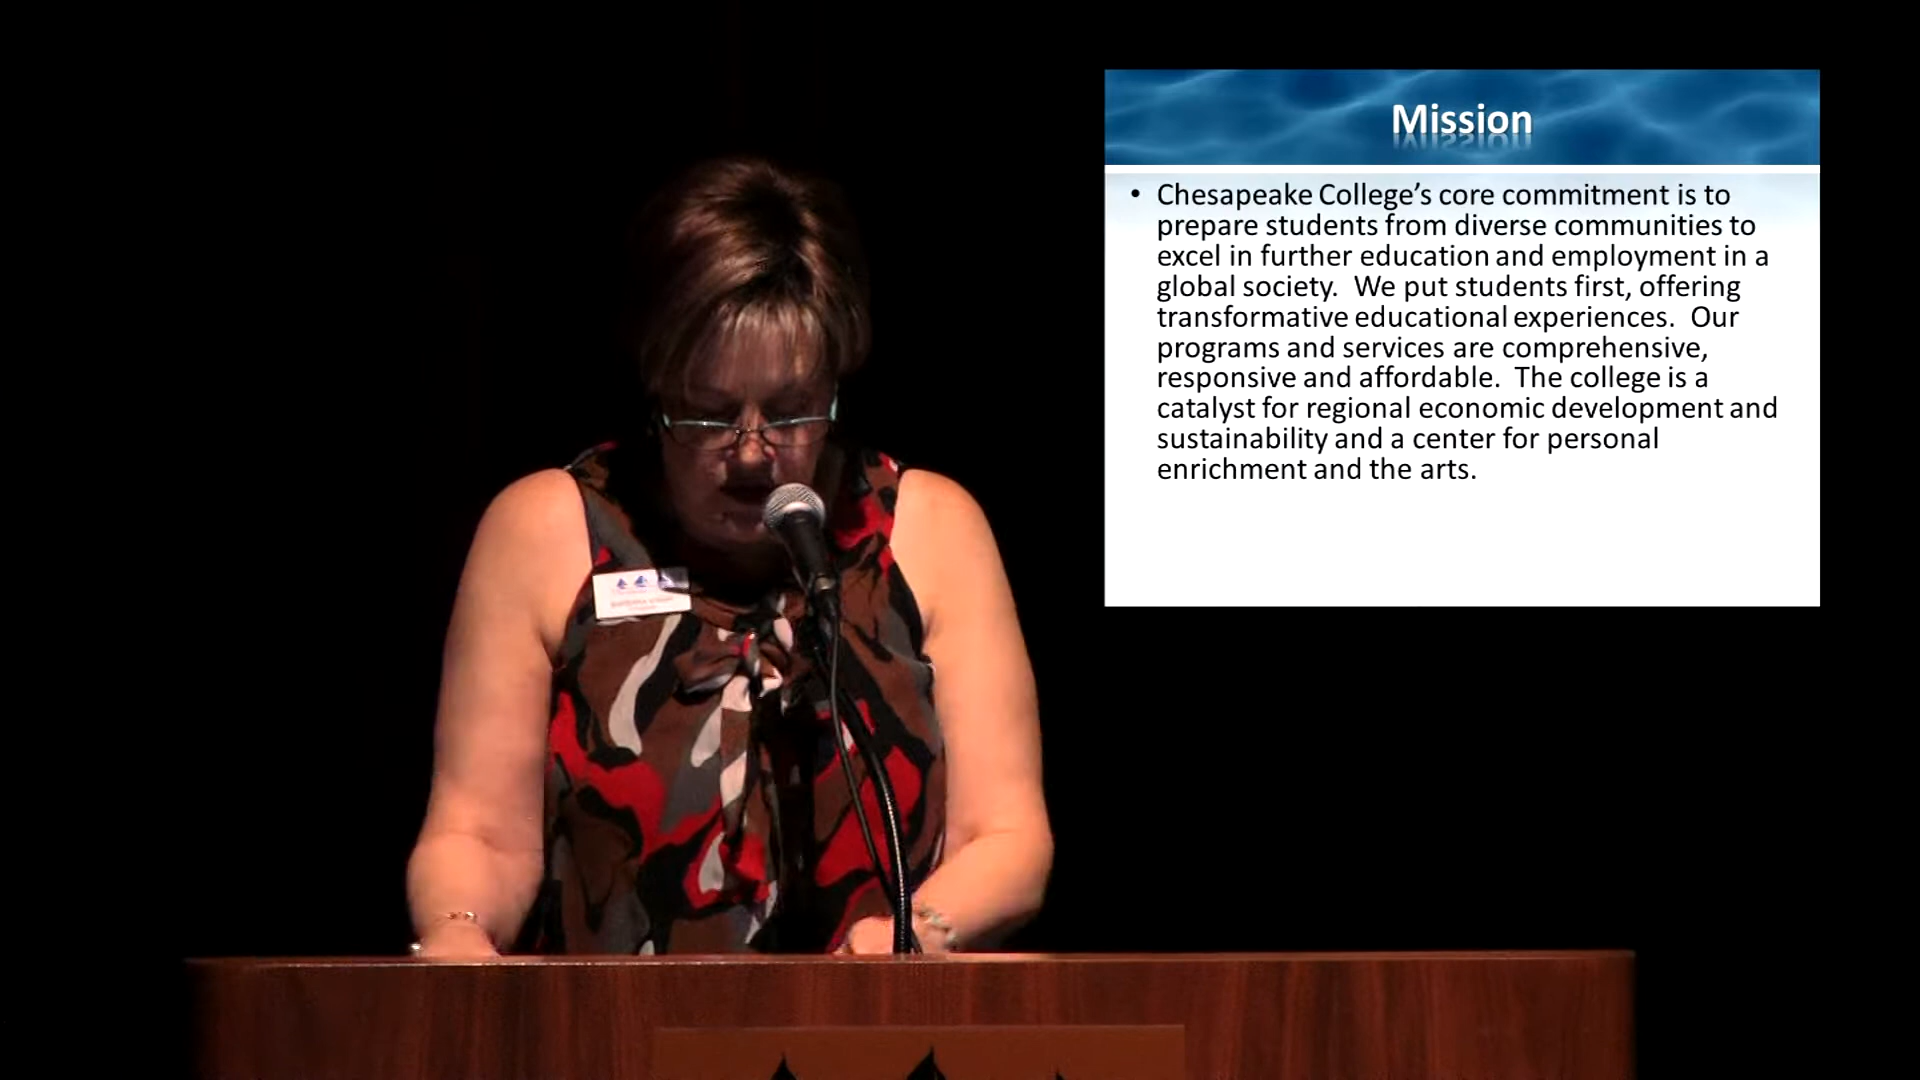 Mission
• Chesapeake College’s core commitment is to
prepare students from diverse communities to
excel in further education and employment in a
global society.  We put students first, offering
transformative educational experiences.  Our
programs and services are comprehensive,
responsive and affordable.  The college is a
catalyst for regional economic development and
sustainability and a center for personal
enrichment and the arts.